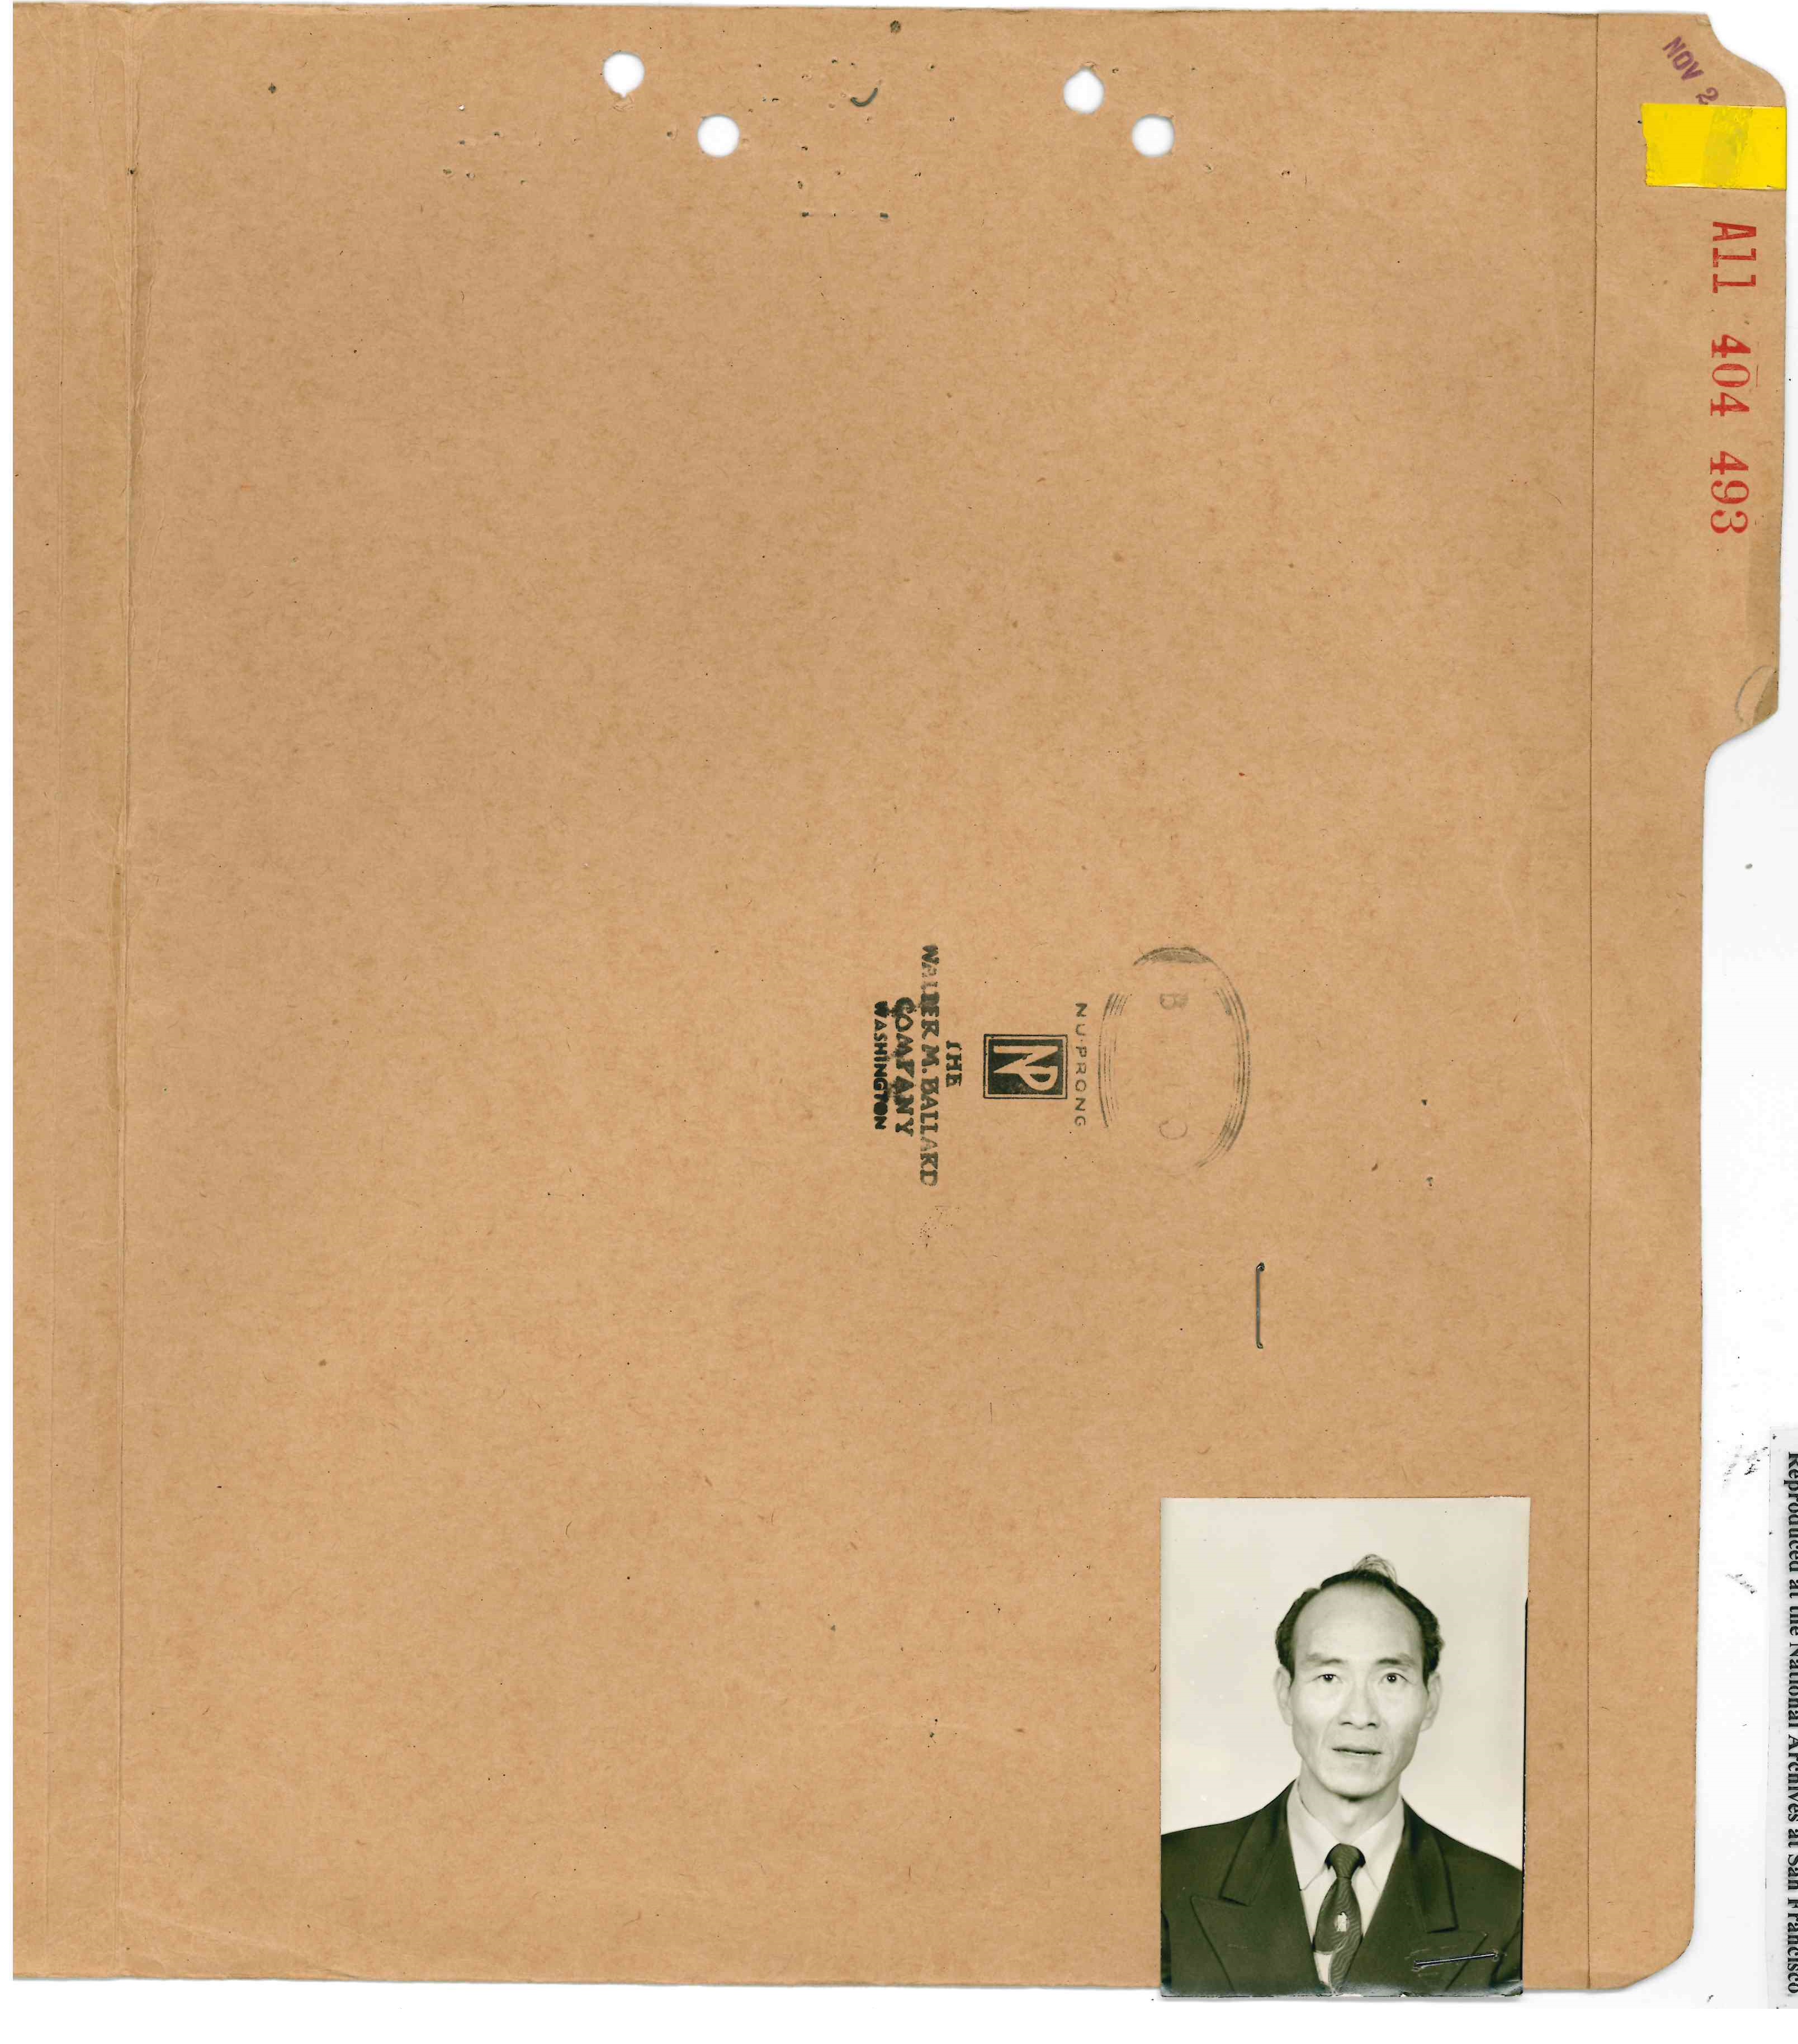 NOV 2
A11 404 493
NU-PRONG
NP
THE
WALTER M. BALLARD
COMPANY
WASHINGTON
Reproduced at the National Archives at San Francisco